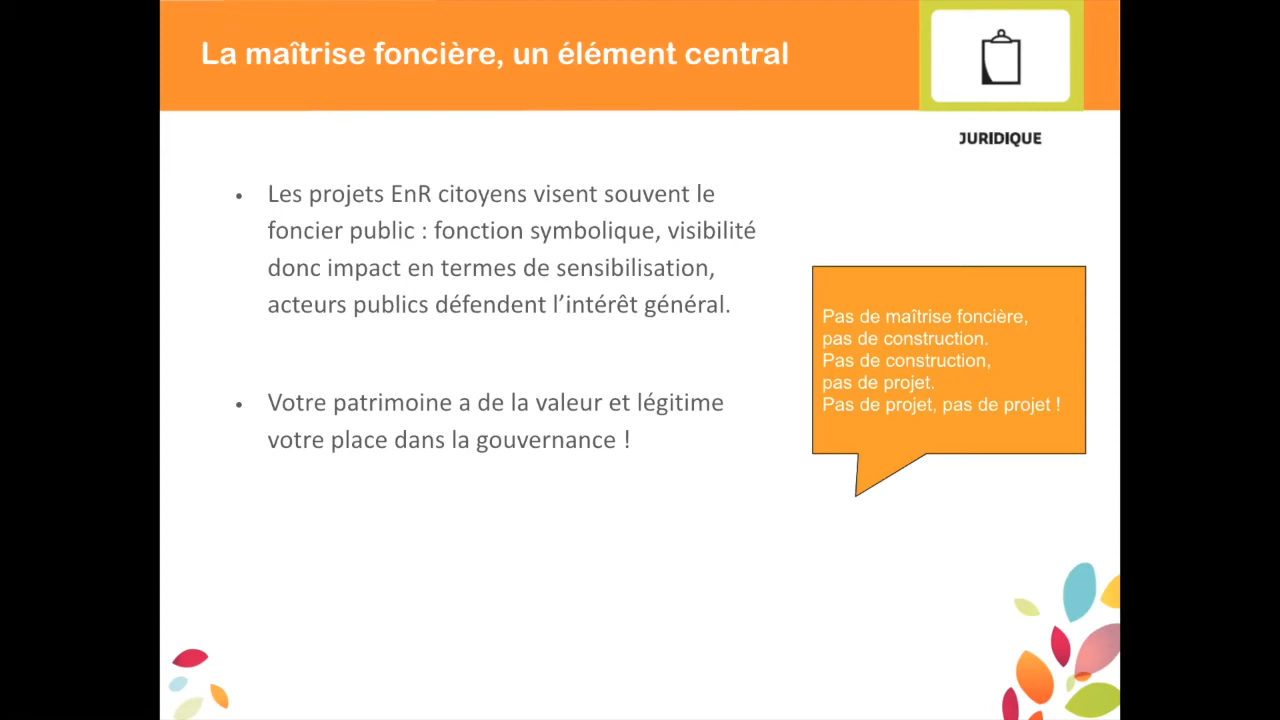 La maîtrise foncière, un élément central
JURIDIQUE
• Les projets EnR citoyens visent souvent le
foncier public : fonction symbolique, visibilité
donc impact en termes de sensibilisation,
acteurs publics défendent l’intérêt général.
• Votre patrimoine a de la valeur et légitime
votre place dans la gouvernance !
Pas de maîtrise foncière,
pas de construction.
Pas de construction,
pas de projet.
Pas de projet, pas de projet !